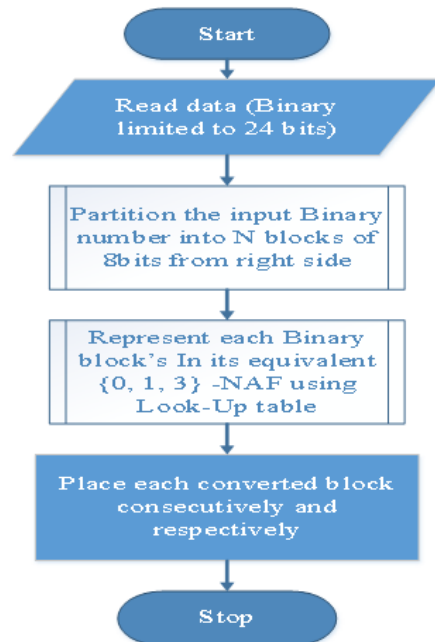 Start
Read data (Binary
limited to 24 bits)
Partition the input Binary
number into N blocks of
8bits from right side
Represent each Binary
block's In its equivalent
{0, 1, 3} -NAF using
Look-Up table
Place each converted block
consecutively and
respectively
Stop